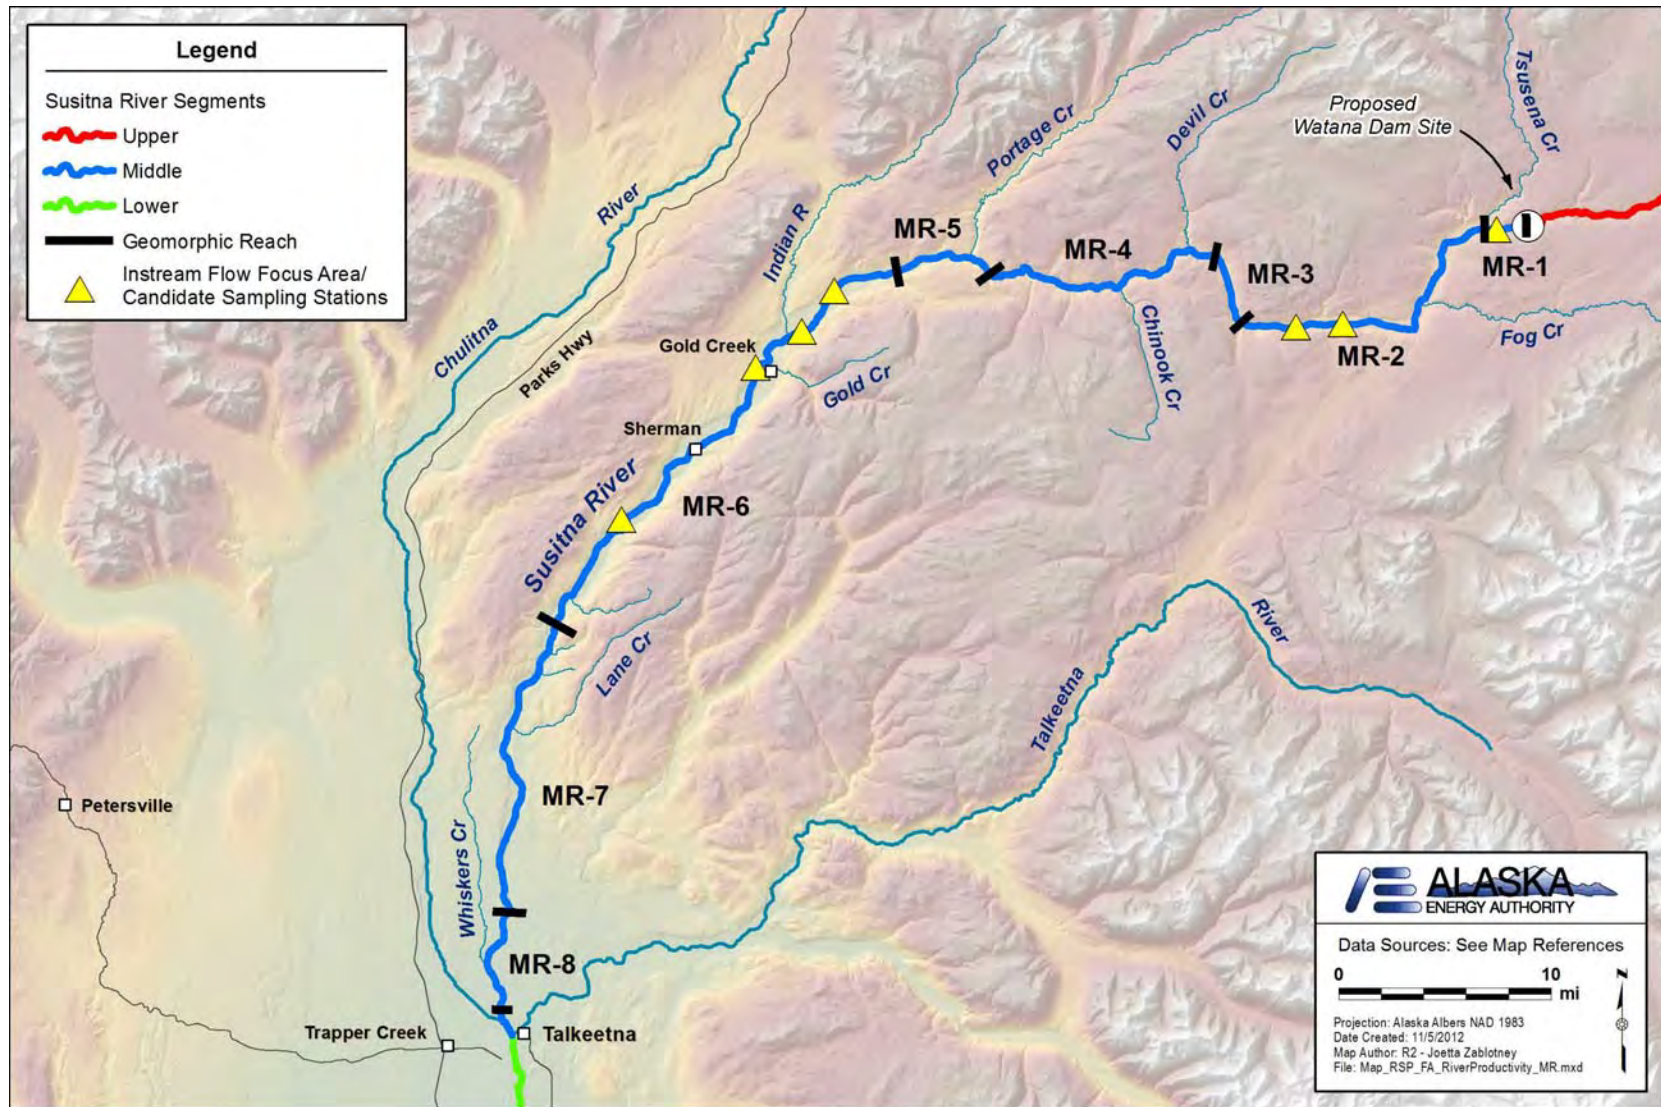 Legend
Susitna River Segments
Upper
Middle
Lower
Geomorphic Reach
Instream Flow Focus Area/
Candidate Sampling Stations
River
Chulitna
Parks Hwy
Indian R
Portage Cr
Devil Cr
Tsusena Cr
Proposed
Watana Dam Site
MR-5
MR-4
MR-3
MR-1
MR-2
Fog Cr
Chinook Cr
Gold Creek
Gold Cr
Sherman
Susitna River
MR-6
Lane Cr
River
Talkeetna
MR-7
Petersville
Whiskers Cr
MR-8
Trapper Creek
Talkeetna
ALASKA
ENERGY AUTHORITY
Data Sources: See Map References
0 10
mi
N
Projection: Alaska Albers NAD 1983
Date Created: 11/5/2012
Map Author: R2 - Joetta Zablotney
File: Map_RSP_FA_RiverProductivity_MR.mxd